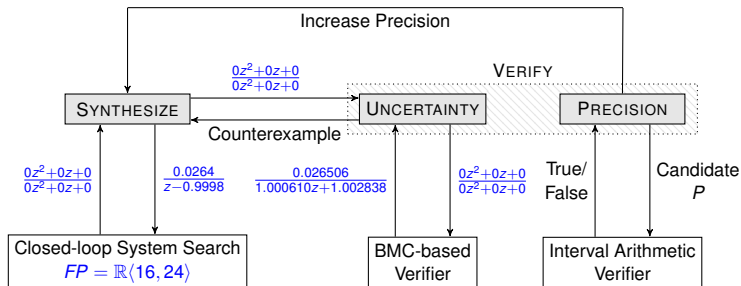 Increase Precision
VERIFY
0z²+0z+0
0z²+0z+0
SYNTHESIZE
UNCERTAINTY
PRECISION
Counterexample
0z²+0z+0
0z²+0z+0
0.0264
z−0.9998
0.026506
1.000610z+1.002838
0z²+0z+0
0z²+0z+0
True/
False
Candidate
P
Closed-loop System Search
FP = ℝ⟨16, 24⟩
BMC-based
Verifier
Interval Arithmetic
Verifier